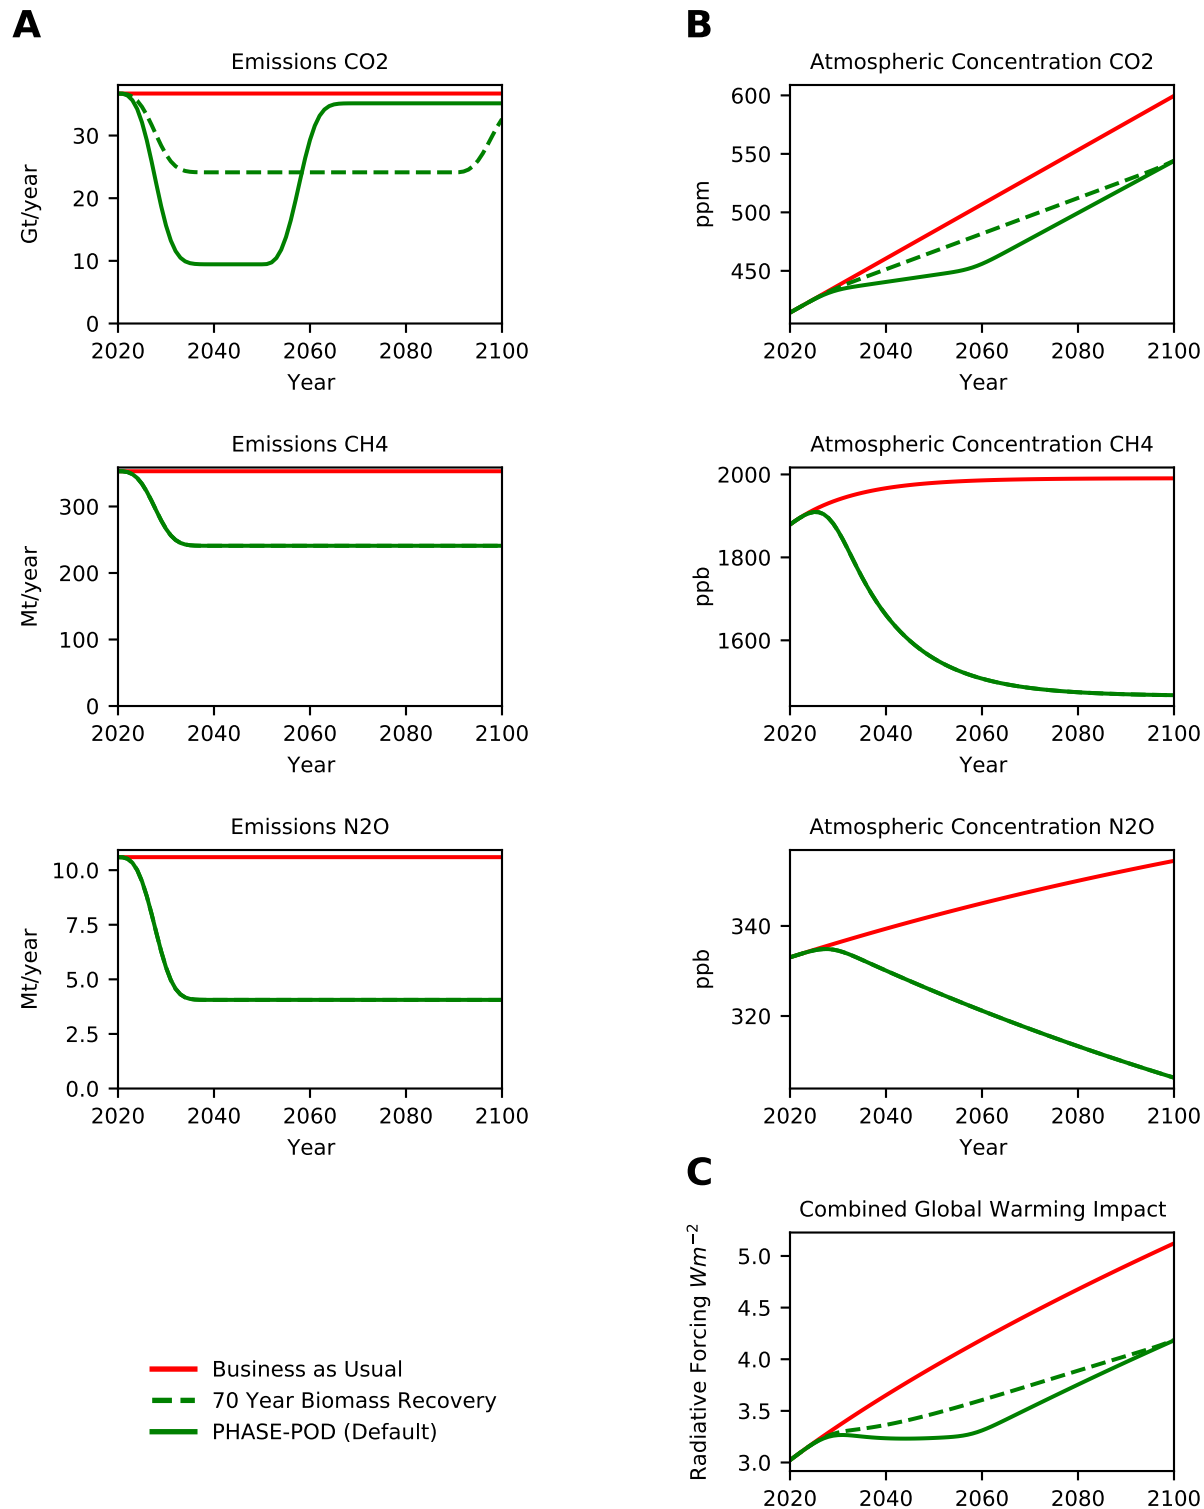 A
Emissions CO2
Gt/year
30
20
10
0
2020 2040 2060 2080 2100
Year
B
Atmospheric Concentration CO2
ppm
600
550
500
450
2020 2040 2060 2080 2100
Year
Emissions CH4
Mt/year
300
200
100
0
2020 2040 2060 2080 2100
Year
Atmospheric Concentration CH4
ppb
2000
1800
1600
2020 2040 2060 2080 2100
Year
Emissions N2O
Mt/year
10.0
7.5
5.0
2.5
0.0
2020 2040 2060 2080 2100
Year
Atmospheric Concentration N2O
ppb
340
320
2020 2040 2060 2080 2100
Year
C
Combined Global Warming Impact
Radiative Forcing Wm⁻²
5.0
4.5
4.0
3.5
3.0
2020 2040 2060 2080 2100
Business as Usual
70 Year Biomass Recovery
PHASE-POD (Default)